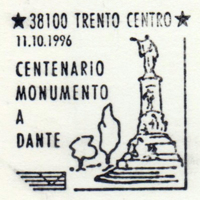 ★ 38100 TRENTO CENTRO ★
11.10.1996
CENTENARIO
MONUMENTO
A
DANTE